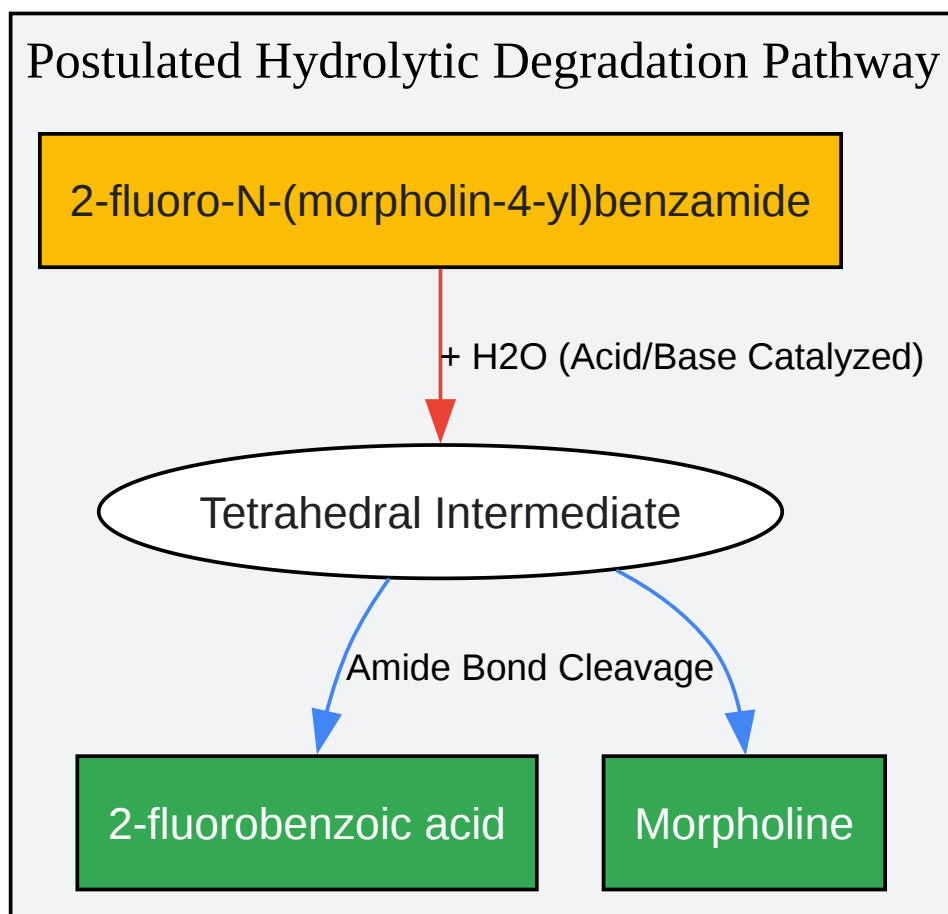 Postulated Hydrolytic Degradation Pathway
2-fluoro-N-(morpholin-4-yl)benzamide
+ H2O (Acid/Base Catalyzed)
Tetrahedral Intermediate
Amide Bond Cleavage
2-fluorobenzoic acid
Morpholine